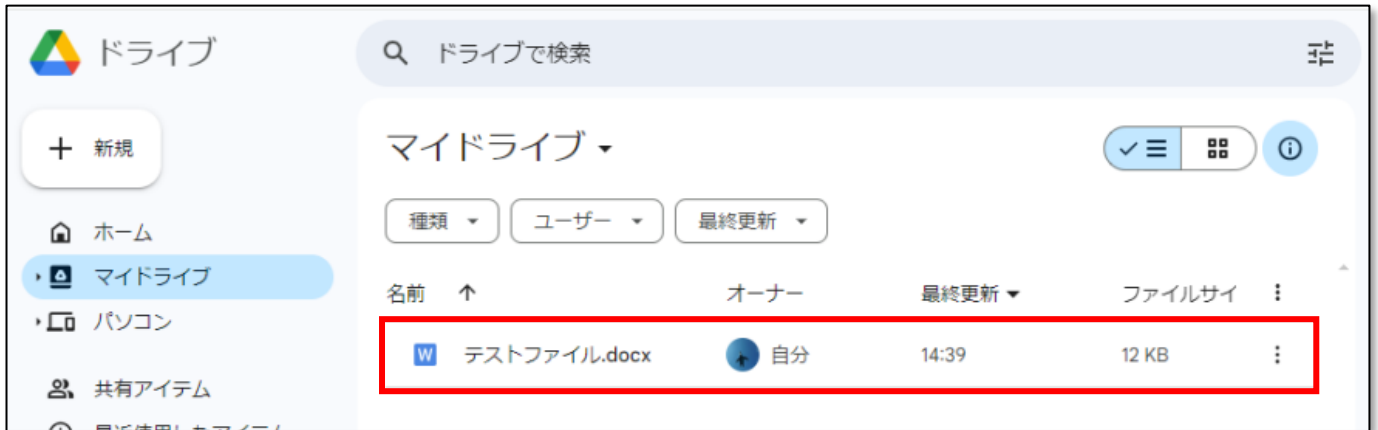 ドライブ
ドライブで検索
新規
マイドライブ
種類 ユーザー 最終更新
ホーム
マイドライブ
パソコン
共有アイテム
名前 オーナー 最終更新 ファイルサイ
W テストファイル.docx 自分 14:39 12 KB